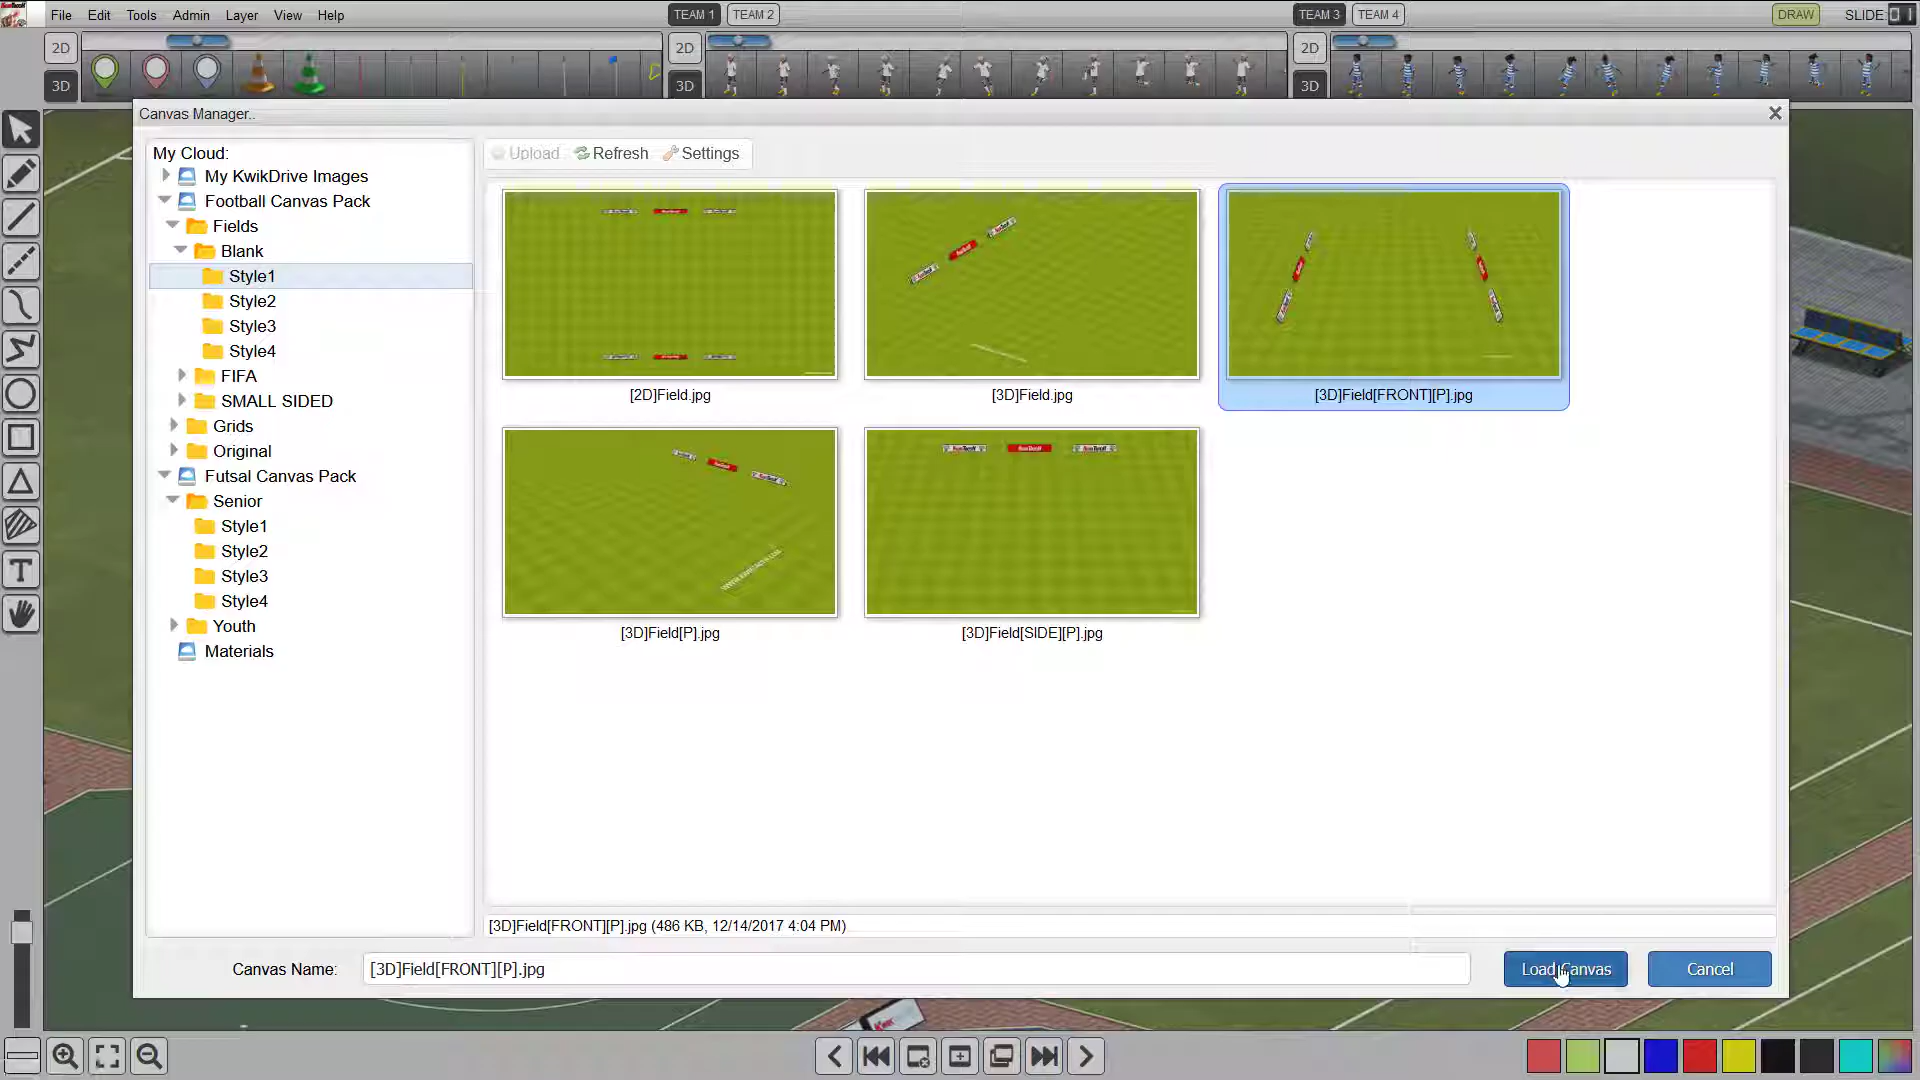 File Edit Tools Admin Layer View Help
TEAM 1 TEAM 2
TEAM 3 TEAM 4
DRAW
SLIDE: 01
2D
3D
2D
3D
2D
3D
Canvas Manager..
My Cloud:
My KwikDrive Images
Football Canvas Pack
Fields
Blank
Style1
Style2
Style3
Style4
FIFA
SMALL SIDED
Grids
Original
Futsal Canvas Pack
Senior
Style1
Style2
Style3
Style4
Youth
Materials
Upload Refresh Settings
[2D]Field.jpg
[3D]Field.jpg
[3D]Field[FRONT][P].jpg
[3D]Field[P].jpg
[3D]Field[SIDE][P].jpg
[3D]Field[FRONT][P].jpg (486 KB, 12/14/2017 4:04 PM)
Canvas Name: [3D]Field[FRONT][P].jpg
Load Canvas
Cancel
T